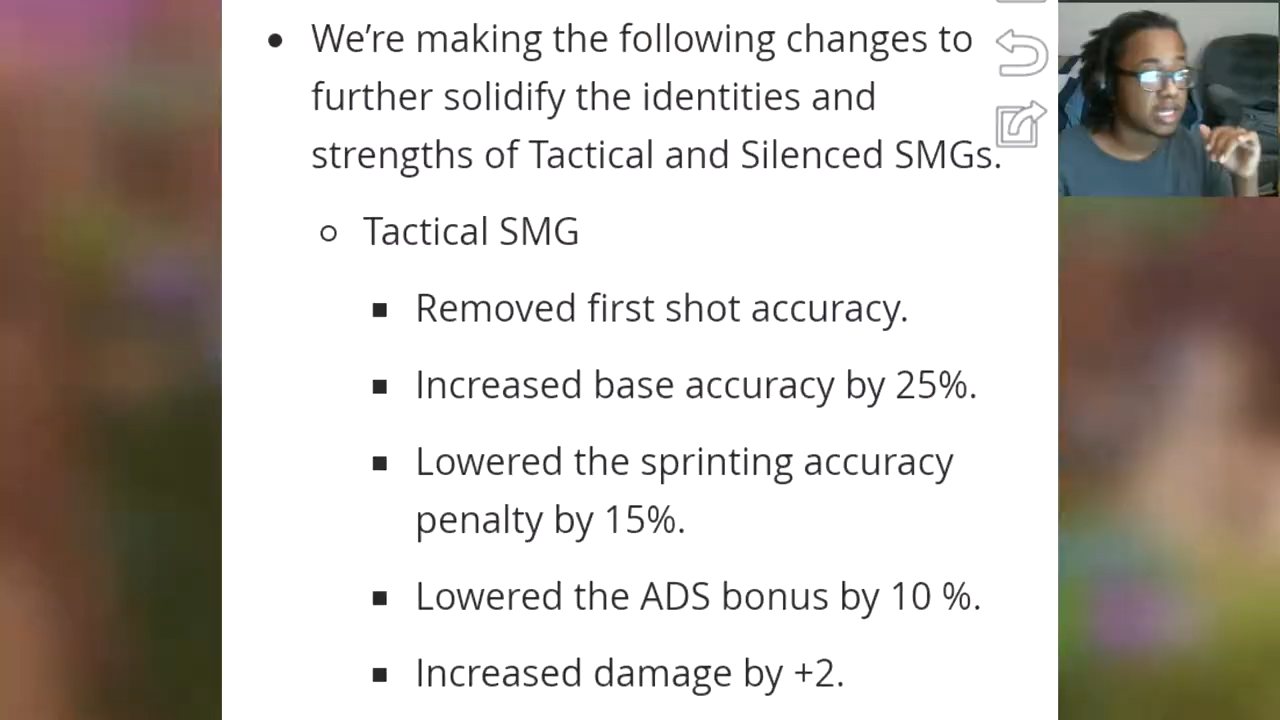 We’re making the following changes to
further solidify the identities and
strengths of Tactical and Silenced SMGs.
Tactical SMG
Removed first shot accuracy.
Increased base accuracy by 25%.
Lowered the sprinting accuracy
penalty by 15%.
Lowered the ADS bonus by 10 %.
Increased damage by +2.